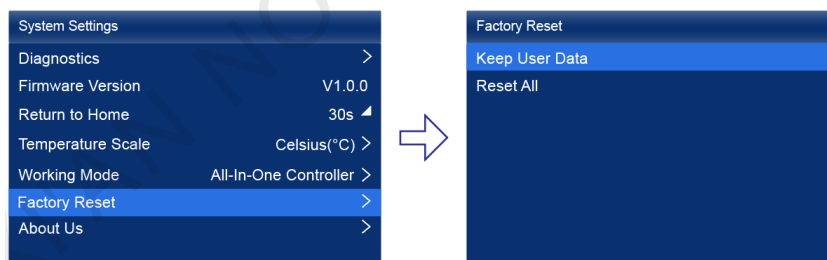 System Settings
Diagnostics >
Firmware Version V1.0.0
Return to Home 30s
Temperature Scale Celsius(°C) >
Working Mode All-In-One Controller >
Factory Reset >
About Us >
Factory Reset
Keep User Data
Reset All